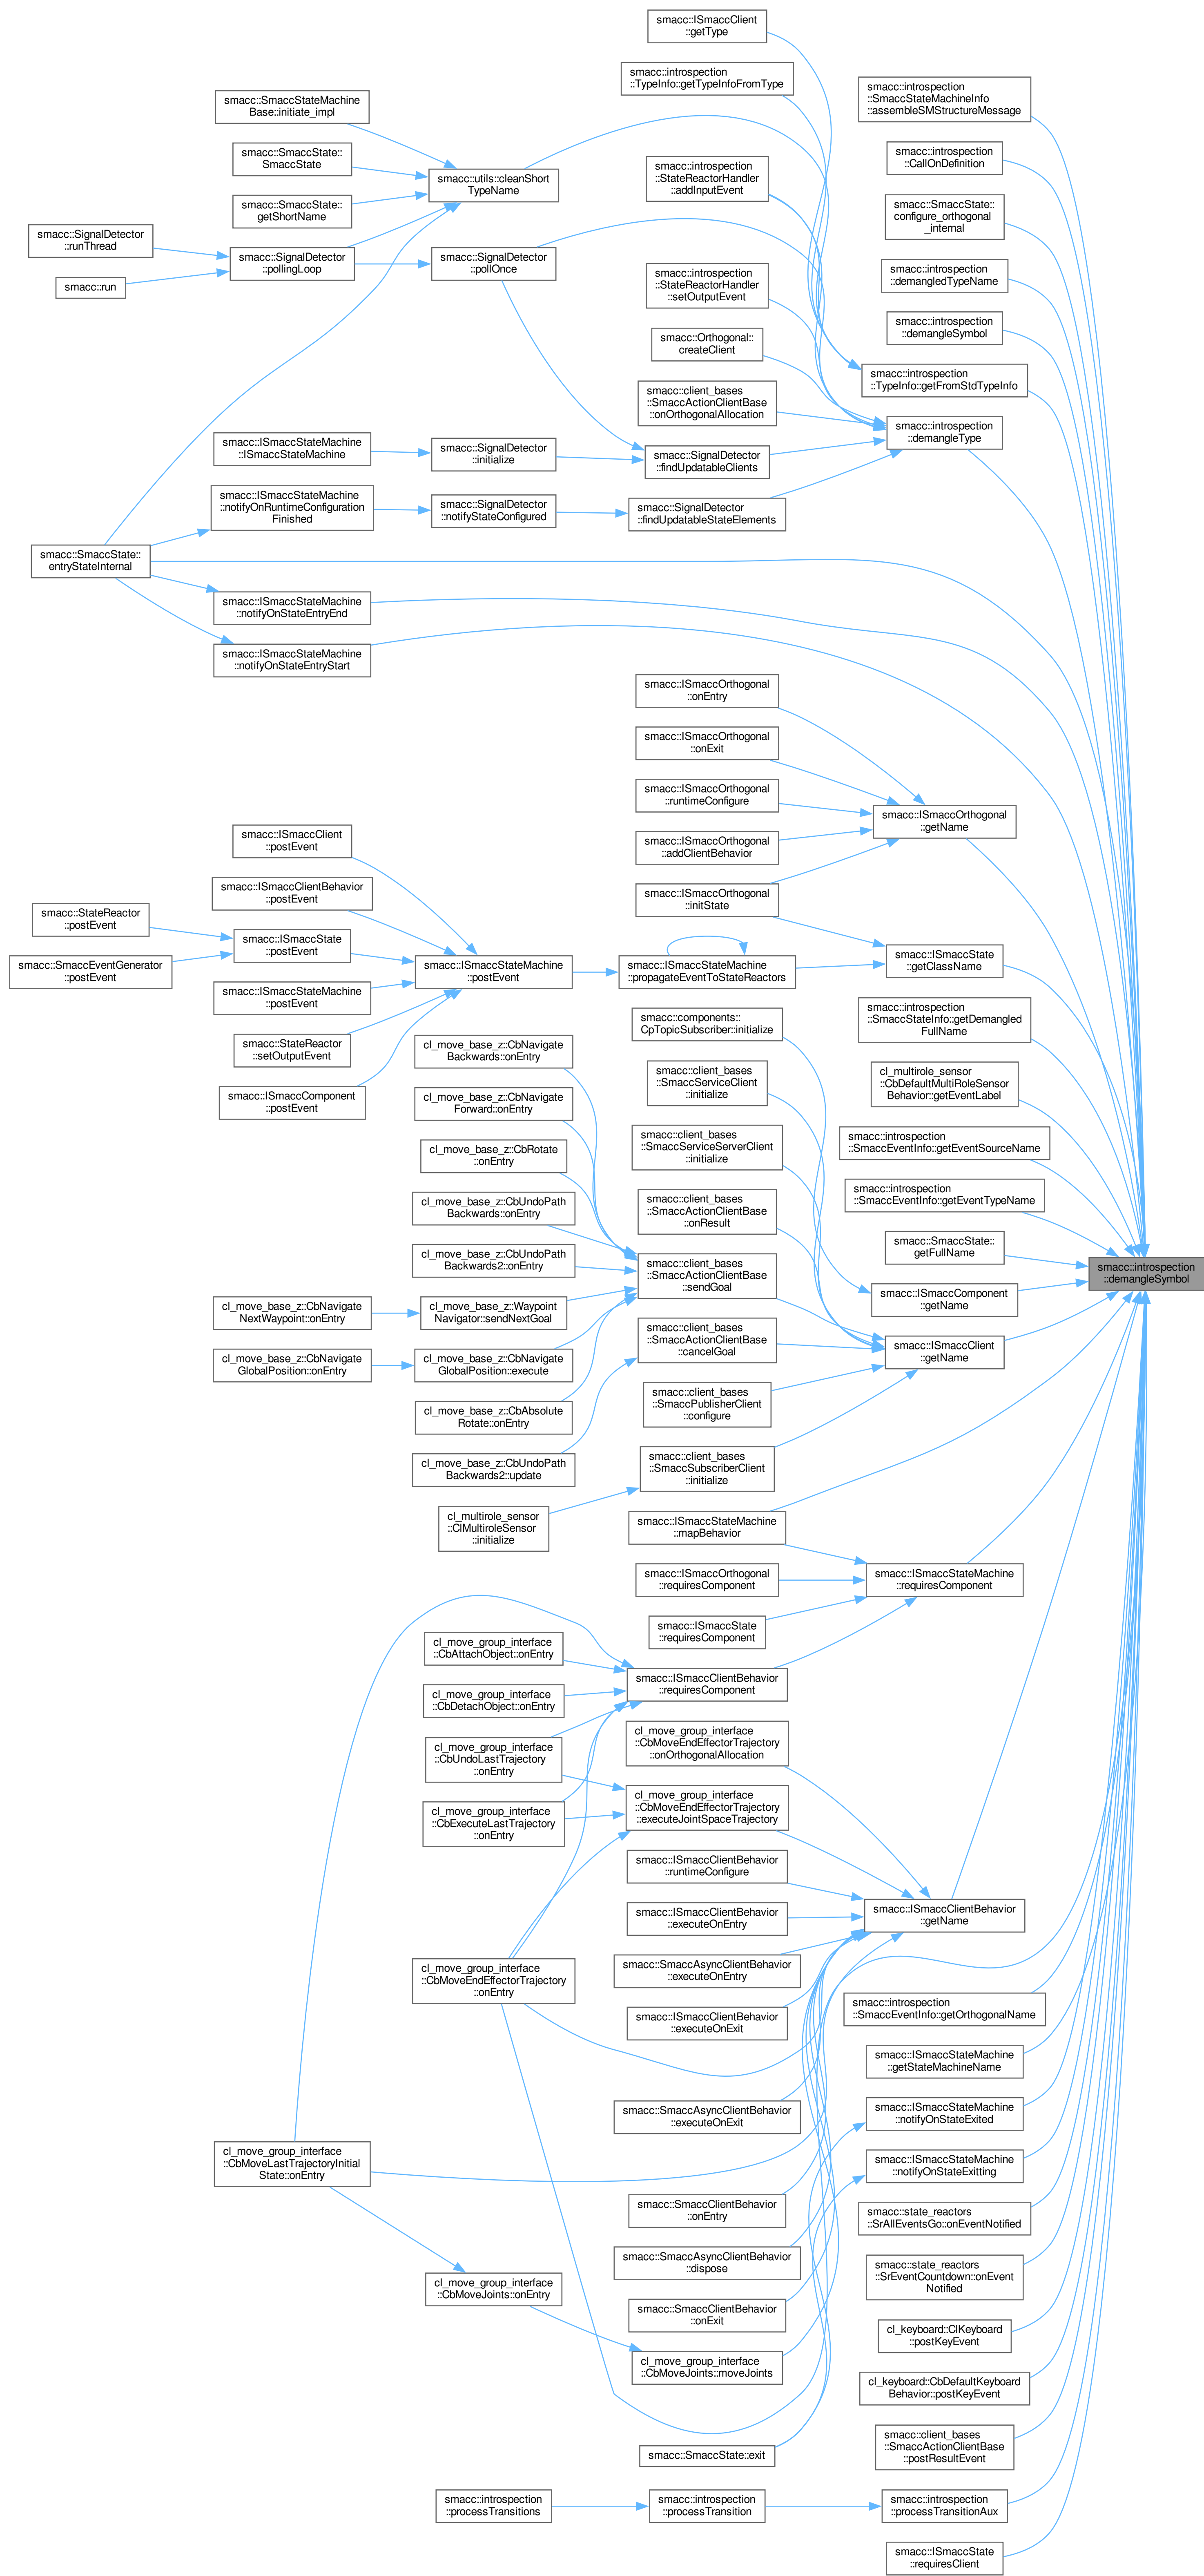 smacc::ISmaccClient
::getType
smacc::introspection
::TypeInfo::getTypeInfoFromType
smacc::introspection
::SmaccStateMachineInfo
::assembleSMStructureMessage
smacc::SmaccStateMachine
Base::initiate_impl
smacc::SmaccState::
SmaccState
smacc::utils::cleanShort
TypeName
smacc::introspection
::StateReactorHandler
::addInputEvent
smacc::introspection
::CallOnDefinition
smacc::SmaccState::
getShortName
smacc::SmaccState::
configure_orthogonal
_internal
smacc::SignalDetector
::runThread
smacc::run
smacc::SignalDetector
::pollingLoop
smacc::SignalDetector
::pollOnce
smacc::introspection
::StateReactorHandler
::setOutputEvent
smacc::introspection
::demangledTypeName
smacc::introspection
::demangleSymbol
smacc::Orthogonal::
createClient
smacc::introspection
::TypeInfo::getFromStdTypeInfo
smacc::client_bases
::SmaccActionClientBase
::onOrthogonalAllocation
smacc::introspection
::demangleType
smacc::ISmaccStateMachine
::ISmaccStateMachine
smacc::SignalDetector
::initialize
smacc::SignalDetector
::findUpdatableClients
smacc::ISmaccStateMachine
::notifyOnRuntimeConfiguration
Finished
smacc::SignalDetector
::notifyStateConfigured
smacc::SignalDetector
::findUpdatableStateElements
smacc::SmaccState::
entryStateInternal
smacc::ISmaccStateMachine
::notifyOnStateEntryEnd
smacc::ISmaccStateMachine
::notifyOnStateEntryStart
smacc::ISmaccOrthogonal
::onEntry
smacc::ISmaccOrthogonal
::onExit
smacc::ISmaccOrthogonal
::runtimeConfigure
smacc::ISmaccOrthogonal
::getName
smacc::ISmaccOrthogonal
::addClientBehavior
smacc::ISmaccOrthogonal
::initState
smacc::ISmaccClient
::postEvent
smacc::ISmaccClientBehavior
::postEvent
smacc::StateReactor
::postEvent
smacc::ISmaccState
::postEvent
smacc::SmaccEventGenerator
::postEvent
smacc::ISmaccStateMachine
::postEvent
smacc::ISmaccStateMachine
::propagateEventToStateReactors
smacc::ISmaccState
::getClassName
smacc::ISmaccStateMachine
::postEvent
smacc::StateReactor
::setOutputEvent
smacc::ISmaccComponent
::postEvent
smacc::components::
CpTopicSubscriber::initialize
smacc::introspection
::SmaccStateInfo::getDemangled
FullName
cl_move_base_z::CbNavigate
Backwards::onEntry
smacc::client_bases
::SmaccServiceClient
::initialize
cl_multirole_sensor
::CbDefaultMultiRoleSensor
Behavior::getEventLabel
cl_move_base_z::CbNavigate
Forward::onEntry
smacc::client_bases
::SmaccServiceServerClient
::initialize
smacc::introspection
::SmaccEventInfo::getEventSourceName
cl_move_base_z::CbRotate
::onEntry
smacc::client_bases
::SmaccActionClientBase
::onResult
smacc::introspection
::SmaccEventInfo::getEventTypeName
cl_move_base_z::CbUndoPath
Backwards::onEntry
smacc::SmaccState::
getFullName
cl_move_base_z::CbUndoPath
Backwards2::onEntry
smacc::client_bases
::SmaccActionClientBase
::sendGoal
smacc::introspection
::demangleSymbol
smacc::ISmaccComponent
::getName
cl_move_base_z::CbNavigate
NextWaypoint::onEntry
cl_move_base_z::Waypoint
Navigator::sendNextGoal
smacc::client_bases
::SmaccActionClientBase
::cancelGoal
smacc::ISmaccClient
::getName
cl_move_base_z::CbNavigate
GlobalPosition::onEntry
cl_move_base_z::CbNavigate
GlobalPosition::execute
cl_move_base_z::CbAbsolute
Rotate::onEntry
smacc::client_bases
::SmaccPublisherClient
::configure
cl_move_base_z::CbUndoPath
Backwards2::update
smacc::client_bases
::SmaccSubscriberClient
::initialize
cl_multirole_sensor
::ClMultiroleSensor
::initialize
smacc::ISmaccStateMachine
::mapBehavior
smacc::ISmaccOrthogonal
::requiresComponent
smacc::ISmaccStateMachine
::requiresComponent
smacc::ISmaccState
::requiresComponent
cl_move_group_interface
::CbAttachObject::onEntry
smacc::ISmaccClientBehavior
::requiresComponent
cl_move_group_interface
::CbDetachObject::onEntry
cl_move_group_interface
::CbUndoLastTrajectory
::onEntry
cl_move_group_interface
::CbMoveEndEffectorTrajectory
::onOrthogonalAllocation
cl_move_group_interface
::CbExecuteLastTrajectory
::onEntry
cl_move_group_interface
::CbMoveEndEffectorTrajectory
::executeJointSpaceTrajectory
smacc::ISmaccClientBehavior
::runtimeConfigure
smacc::ISmaccClientBehavior
::executeOnEntry
smacc::ISmaccClientBehavior
::getName
cl_move_group_interface
::CbMoveEndEffectorTrajectory
::onEntry
smacc::SmaccAsyncClientBehavior
::executeOnEntry
smacc::ISmaccClientBehavior
::executeOnExit
smacc::introspection
::SmaccEventInfo::getOrthogonalName
smacc::ISmaccStateMachine
::getStateMachineName
smacc::SmaccAsyncClientBehavior
::executeOnExit
smacc::ISmaccStateMachine
::notifyOnStateExited
cl_move_group_interface
::CbMoveLastTrajectoryInitial
State::onEntry
smacc::ISmaccStateMachine
::notifyOnStateExitting
smacc::SmaccClientBehavior
::onEntry
smacc::state_reactors
::SrAllEventsGo::onEventNotified
smacc::SmaccAsyncClientBehavior
::dispose
smacc::state_reactors
::SrEventCountdown::onEvent
Notified
cl_move_group_interface
::CbMoveJoints::onEntry
smacc::SmaccClientBehavior
::onExit
cl_keyboard::ClKeyboard
::postKeyEvent
cl_move_group_interface
::CbMoveJoints::moveJoints
cl_keyboard::CbDefaultKeyboard
Behavior::postKeyEvent
smacc::SmaccState::exit
smacc::client_bases
::SmaccActionClientBase
::postResultEvent
smacc::introspection
::processTransitions
smacc::introspection
::processTransition
smacc::introspection
::processTransitionAux
smacc::ISmaccState
::requiresClient